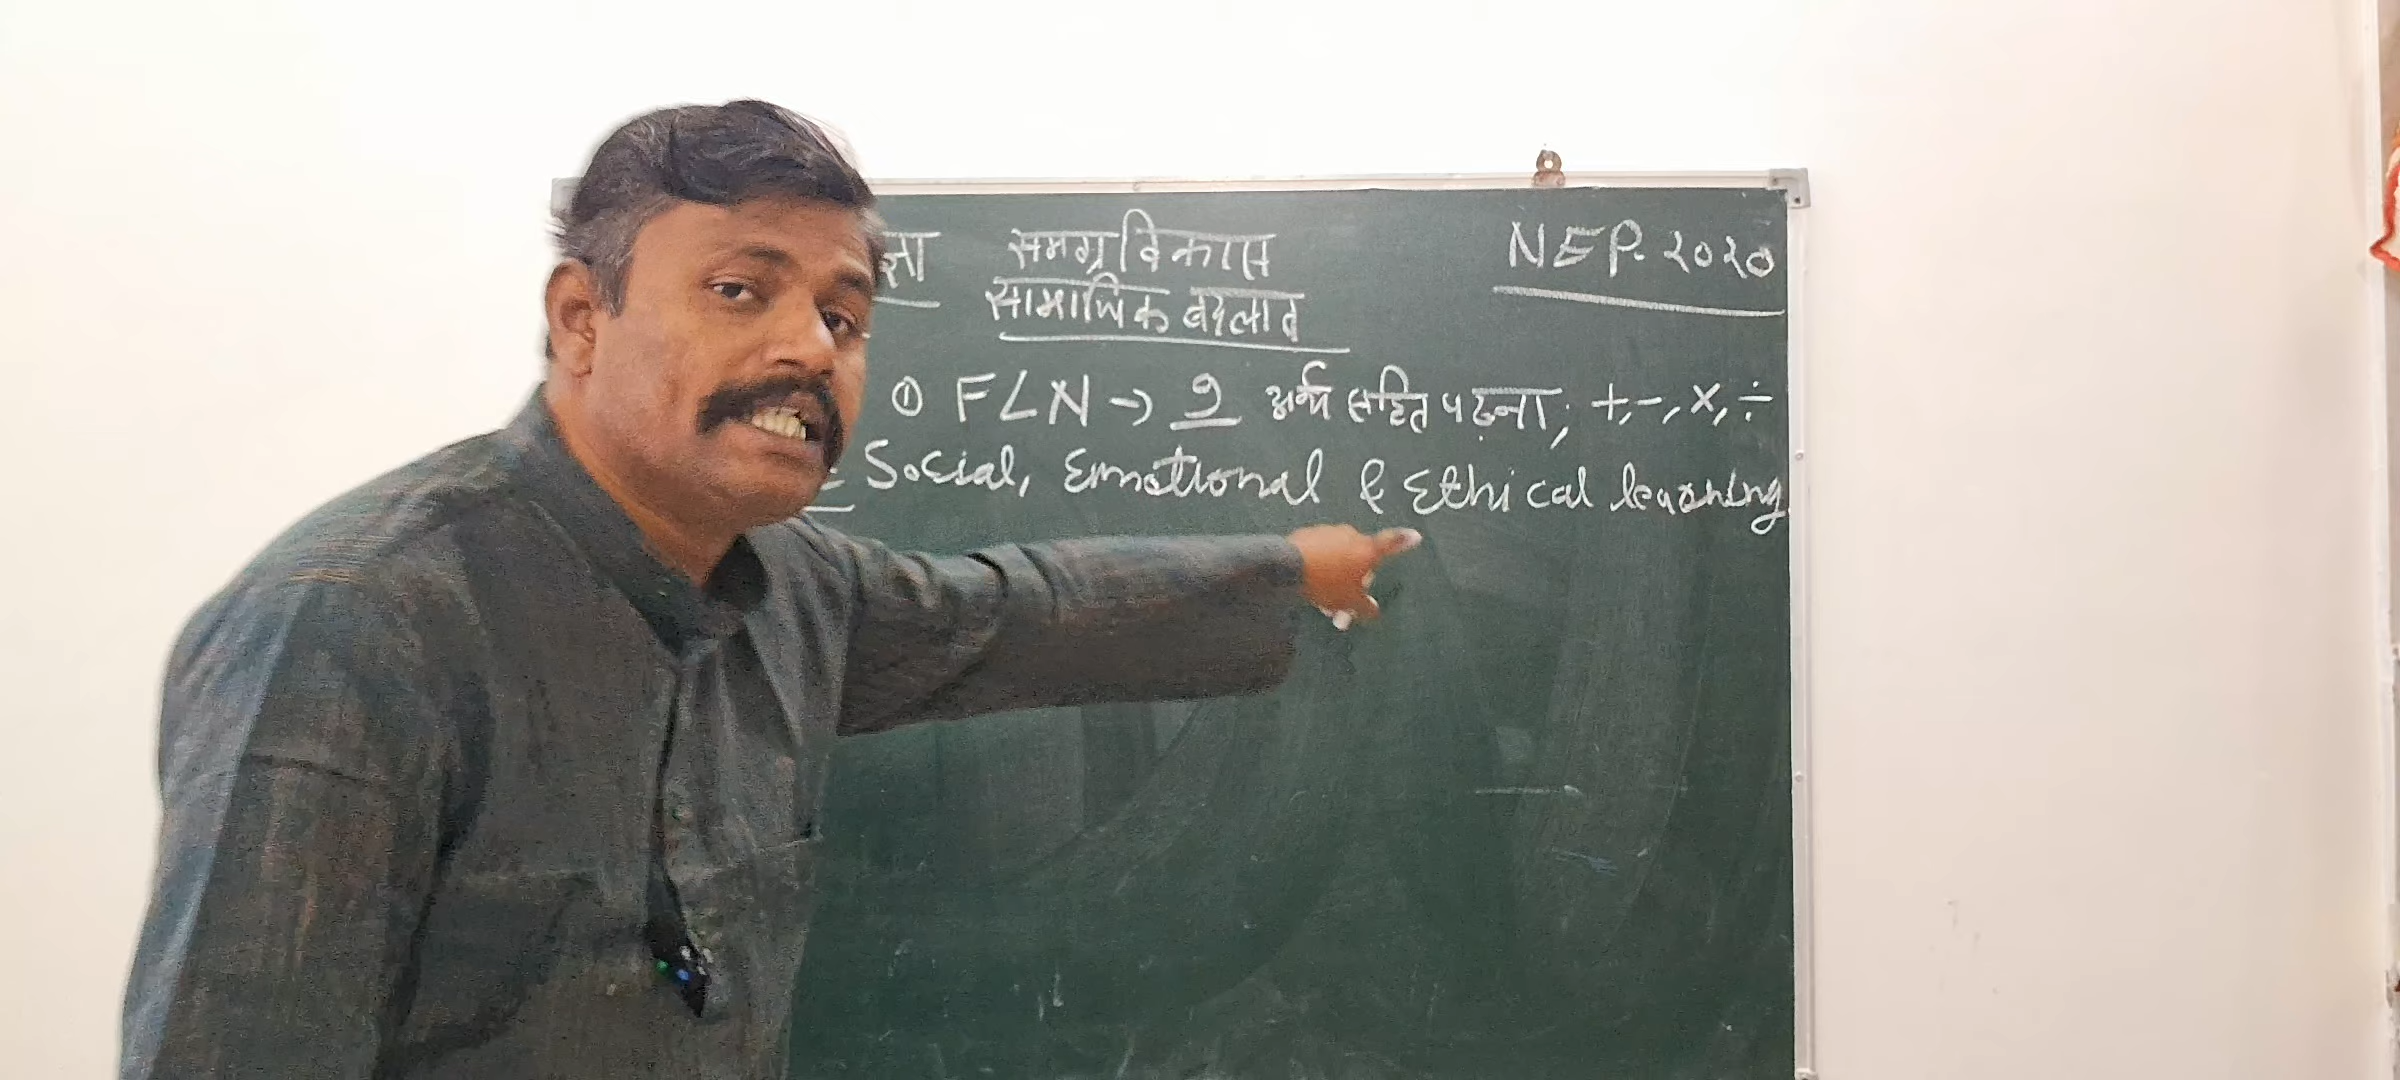 समग्र विकास NEP. २०२०
सामाजिक बदलाव
① FLN → 2 अर्थ सहित पढ़ना, +, -, ×, ÷
Social, Emotional & Ethical learning